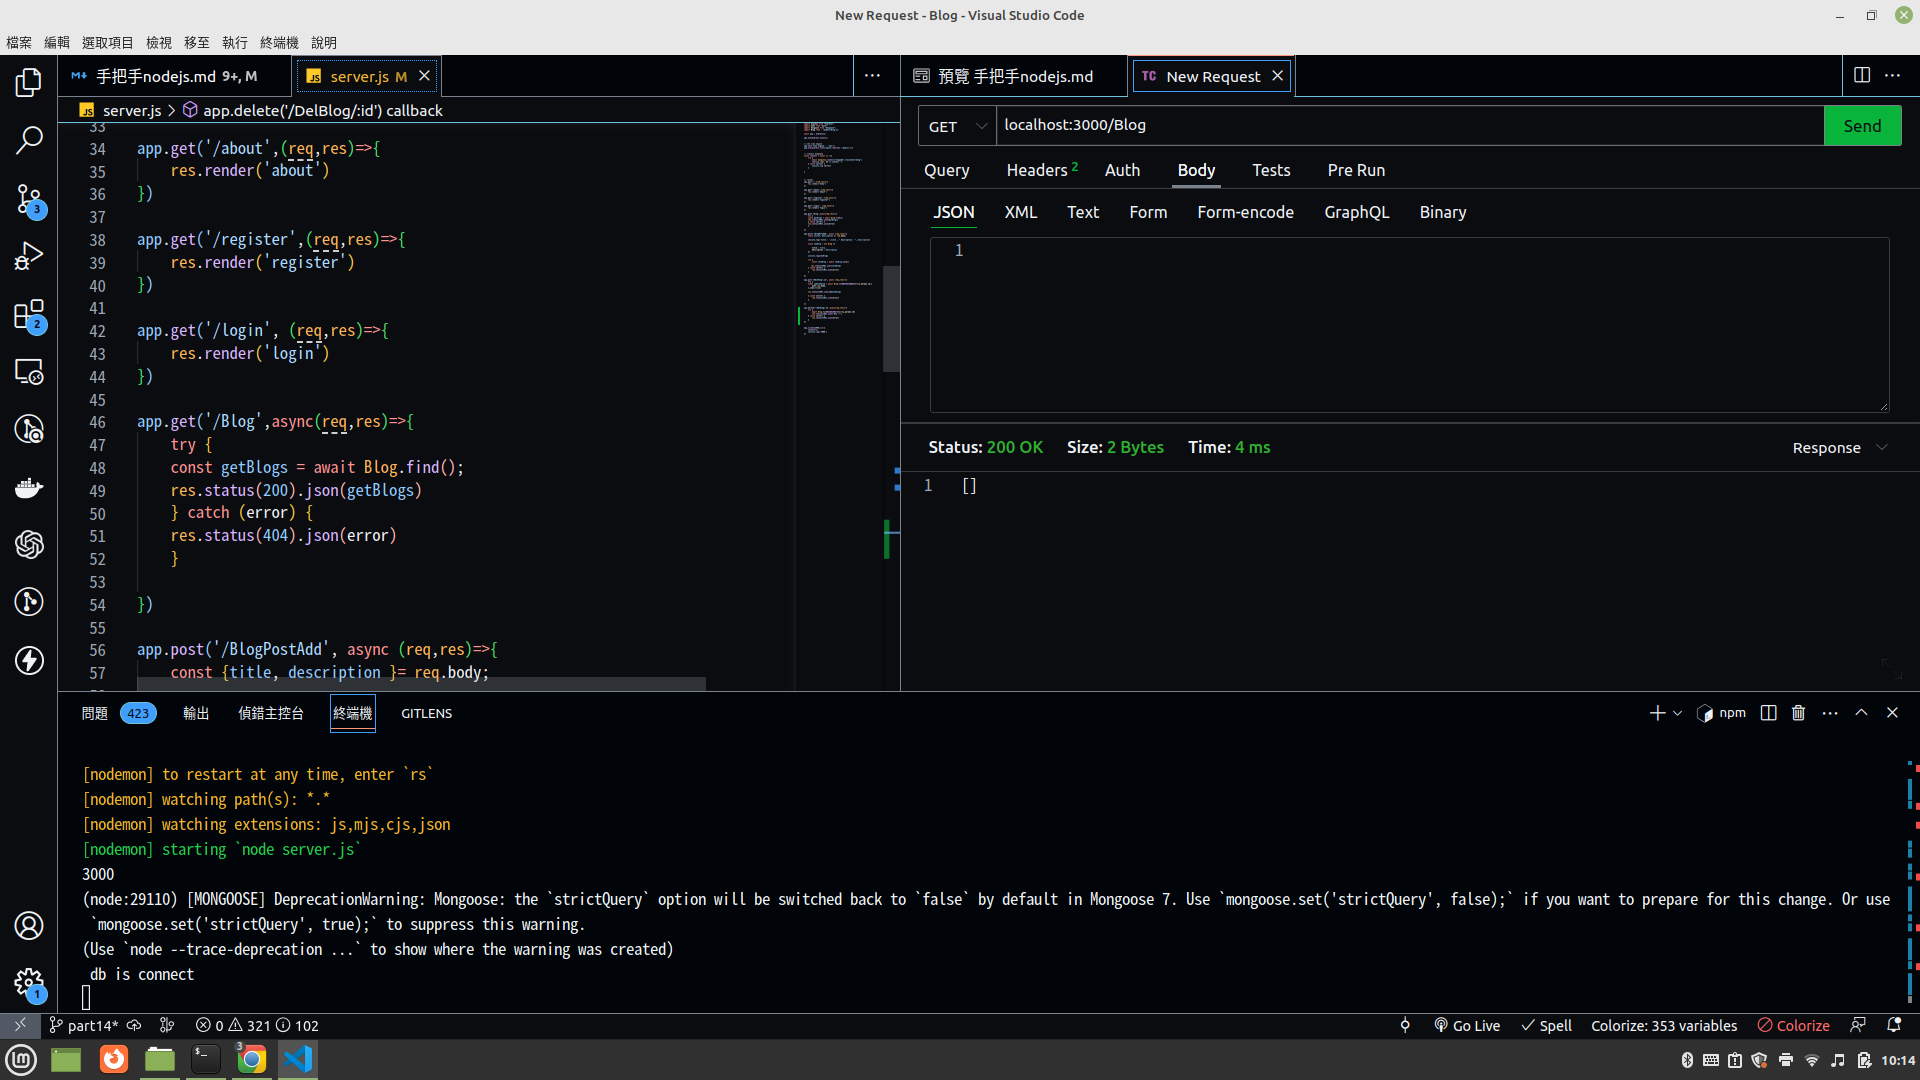 New Request - Blog - Visual Studio Code
檔案 編輯 選取項目 檢視 移至 執行 終端機 說明
手把手nodejs.md 9+, M
JS server.js M
JS server.js > app.delete('/DelBlog/:id') callback
33
34 app.get('/about',(req,res)=>{
35 res.render('about')
36 })
37
38 app.get('/register',(req,res)=>{
39 res.render('register')
40 })
41
42 app.get('/login', (req,res)=>{
43 res.render('login')
44 })
45
46 app.get('/Blog',async(req,res)=>{
47 try {
48 const getBlogs = await Blog.find();
49 res.status(200).json(getBlogs)
50 } catch (error) {
51 res.status(404).json(error)
52 }
53
54 })
55
56 app.post('/BlogPostAdd', async (req,res)=>{
57 const {title, description }= req.body;
預覽 手把手nodejs.md
TC New Request
GET localhost:3000/Blog Send
Query Headers 2 Auth Body Tests Pre Run
JSON XML Text Form Form-encode GraphQL Binary
1
Status: 200 OK Size: 2 Bytes Time: 4 ms Response
1 []
3
2
1
問題 423 輸出 偵錯主控台 終端機 GITLENS npm
[nodemon] to restart at any time, enter `rs`
[nodemon] watching path(s): *.*
[nodemon] watching extensions: js,mjs,cjs,json
[nodemon] starting `node server.js`
3000
(node:29110) [MONGOOSE] DeprecationWarning: Mongoose: the `strictQuery` option will be switched back to `false` by default in Mongoose 7. Use `mongoose.set('strictQuery', false);` if you want to prepare for this change. Or use
`mongoose.set('strictQuery', true);` to suppress this warning.
(Use `node --trace-deprecation ...` to show where the warning was created)
db is connect
part14* 0 321 102 Go Live Spell Colorize: 353 variables Colorize
3 10:14